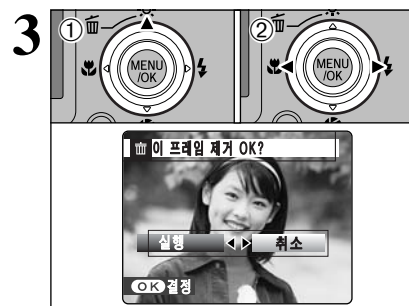 3
① MENU /OK
② MENU /OK
이 프레임 제거 OK?
실행 취소
OK 결정